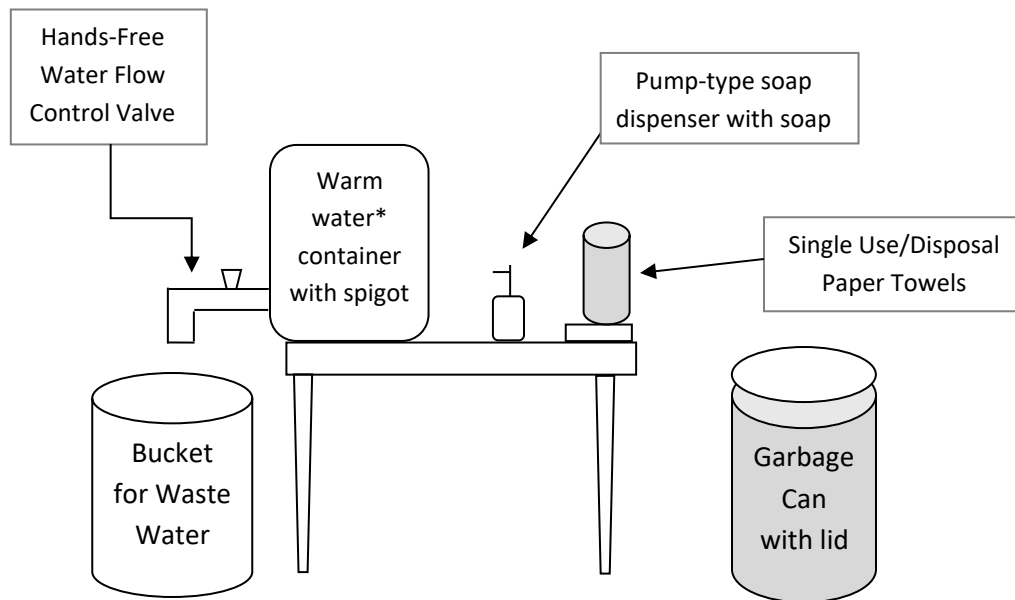 Hands-Free
Water Flow
Control Valve
Pump-type soap
dispenser with soap
Warm
water*
container
with spigot
Single Use/Disposal
Paper Towels
Bucket
for Waste
Water
Garbage
Can
with lid